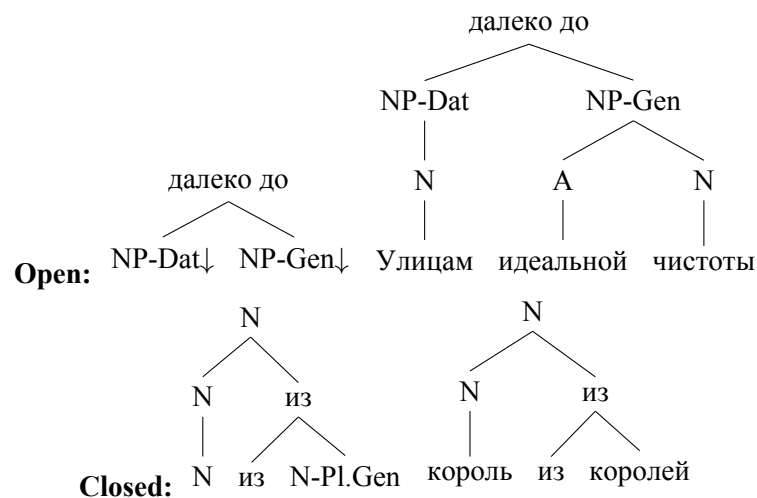 далеко до
NP-Dat NP-Gen
далеко до N A N
Open: NP-Dat↓ NP-Gen↓ Улицам идеальной чистоты
N N
N из N из
Closed: N из N-Pl.Gen король из королей